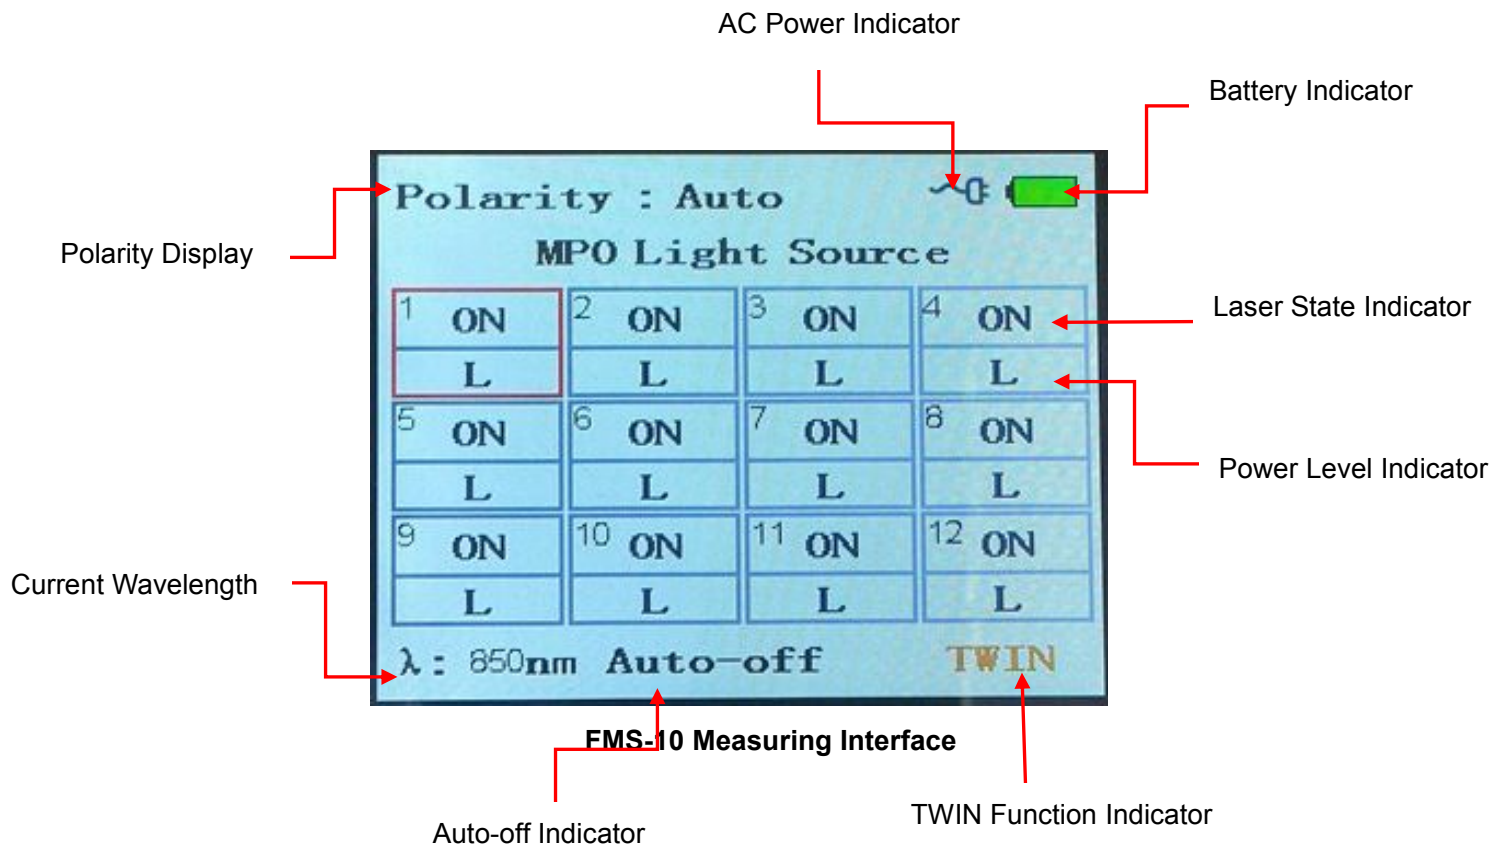 AC Power Indicator
Battery Indicator
Polarity : Auto
Polarity Display
MPO Light Source
1 ON 2 ON 3 ON 4 ON
Laser State Indicator
L L L L
5 ON 6 ON 7 ON 8 ON
Power Level Indicator
L L L L
9 ON 10 ON 11 ON 12 ON
Current Wavelength
L L L L
λ: 850nm Auto-off TWIN
FMS-10 Measuring Interface
TWIN Function Indicator
Auto-off Indicator